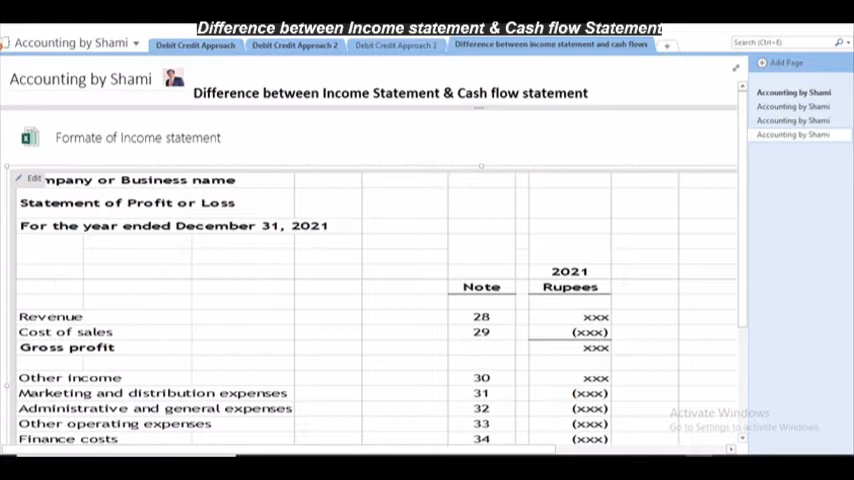 Difference between Income statement & Cash flow Statement
Accounting by Shami
Debit Credit Approach
Debit Credit Approach 2
Debit Credit Approach 3
Difference between income statement and cash flows
+
Search (Ctrl+E)
Accounting by Shami
Difference between Income Statement & Cash flow statement
Add Page
Accounting by Shami
Accounting by Shami
Accounting by Shami
Accounting by Shami
Formate of Income statement
Edit
mpany or Business name
Statement of Profit or Loss
For the year ended December 31, 2021
2021
Note Rupees
Revenue 28 xxx
Cost of sales 29 (xxx)
Gross profit xxx
Other income 30 xxx
Marketing and distribution expenses 31 (xxx)
Administrative and general expenses 32 (xxx)
Other operating expenses 33 (xxx)
Finance costs 34 (xxx)
Activate Windows
Go to Settings to activate Windows.